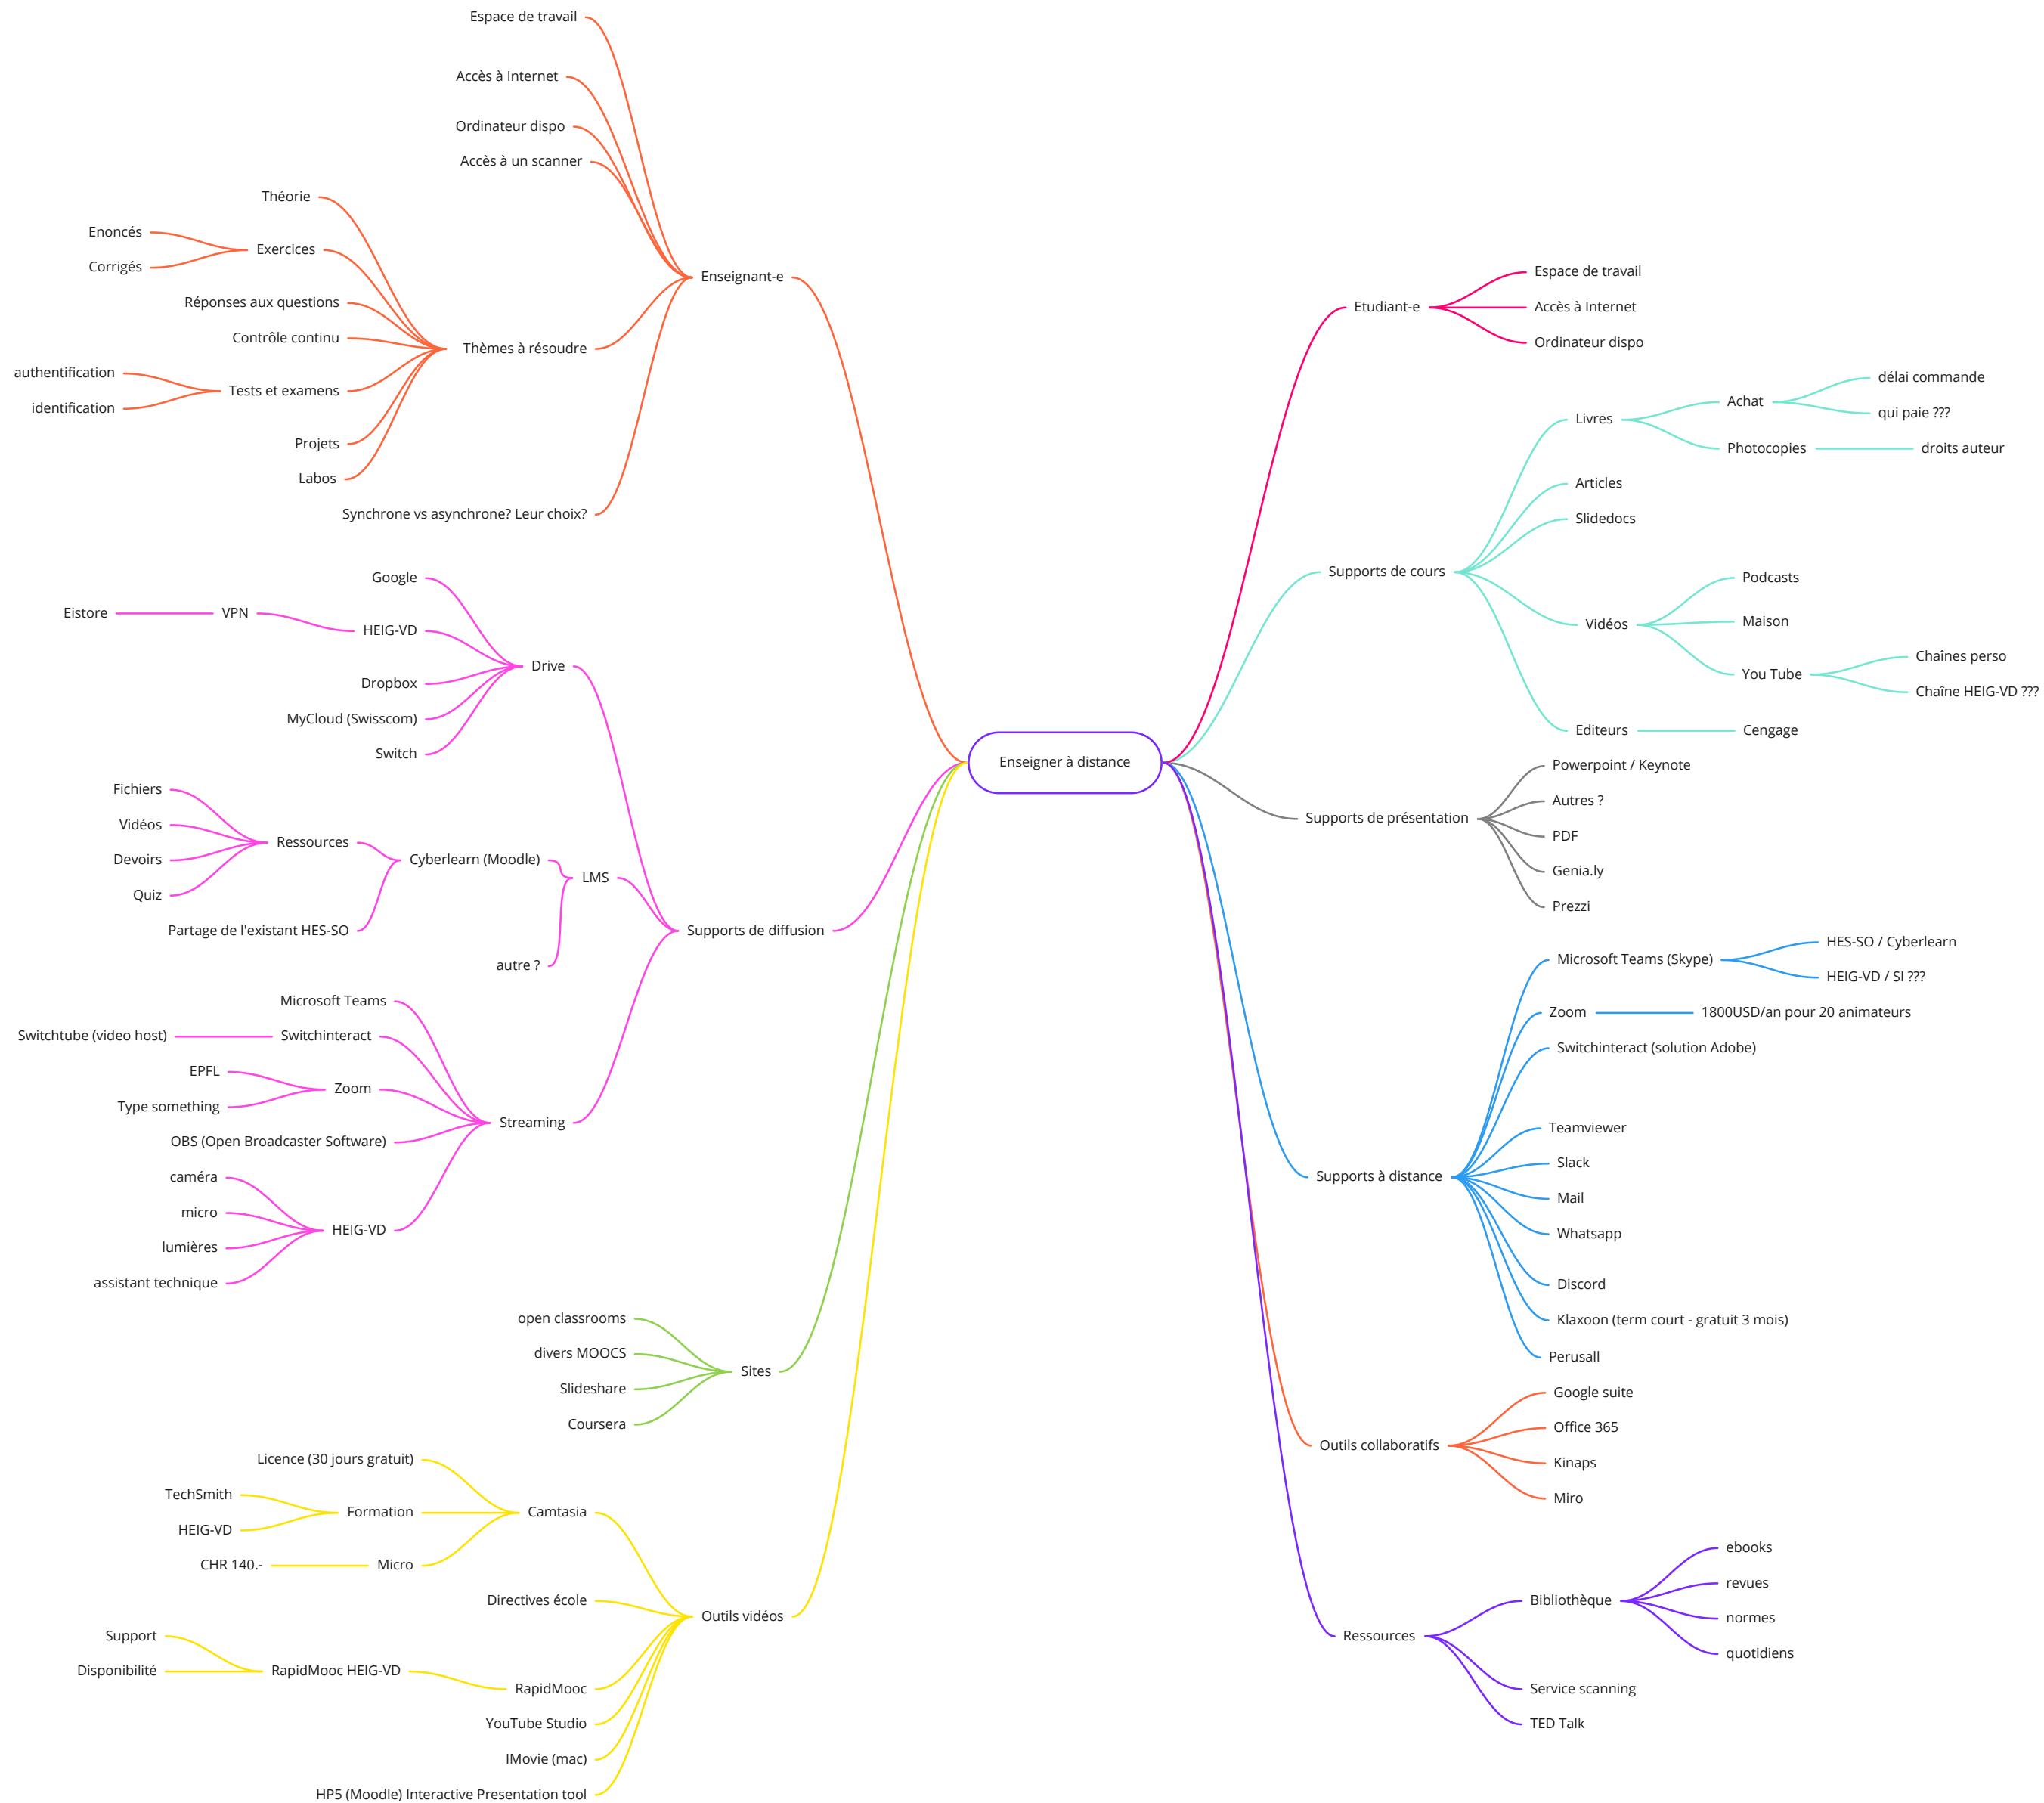 Enseigner à distance
Enseignant-e
Espace de travail
Accès à Internet
Ordinateur dispo
Accès à un scanner
Thèmes à résoudre
Théorie
Exercices
Enoncés
Corrigés
Réponses aux questions
Contrôle continu
Tests et examens
authentification
identification
Projets
Labos
Synchrone vs asynchrone? Leur choix?
Supports de diffusion
Drive
Google
HEIG-VD
VPN
Eistore
Dropbox
MyCloud (Swisscom)
Switch
LMS
Cyberlearn (Moodle)
Ressources
Fichiers
Vidéos
Devoirs
Quiz
Partage de l'existant HES-SO
autre ?
Streaming
Microsoft Teams
Switchinteract
Switchtube (video host)
Zoom
EPFL
Type something
OBS (Open Broadcaster Software)
HEIG-VD
caméra
micro
lumières
assistant technique
Sites
open classrooms
divers MOOCS
Slideshare
Coursera
Outils vidéos
Camtasia
Licence (30 jours gratuit)
Formation
TechSmith
HEIG-VD
Micro
CHR 140.-
Directives école
RapidMooc
RapidMooc HEIG-VD
Support
Disponibilité
YouTube Studio
IMovie (mac)
HP5 (Moodle) Interactive Presentation tool
Etudiant-e
Espace de travail
Accès à Internet
Ordinateur dispo
Supports de cours
Livres
Achat
délai commande
qui paie ???
Photocopies
droits auteur
Articles
Slidedocs
Vidéos
Podcasts
Maison
You Tube
Chaînes perso
Chaîne HEIG-VD ???
Editeurs
Cengage
Supports de présentation
Powerpoint / Keynote
Autres ?
PDF
Genia.ly
Prezzi
Supports à distance
Microsoft Teams (Skype)
HES-SO / Cyberlearn
HEIG-VD / SI ???
Zoom
1800USD/an pour 20 animateurs
Switchinteract (solution Adobe)
Teamviewer
Slack
Mail
Whatsapp
Discord
Klaxoon (term court - gratuit 3 mois)
Perusall
Outils collaboratifs
Google suite
Office 365
Kinaps
Miro
Ressources
Bibliothèque
ebooks
revues
normes
quotidiens
Service scanning
TED Talk